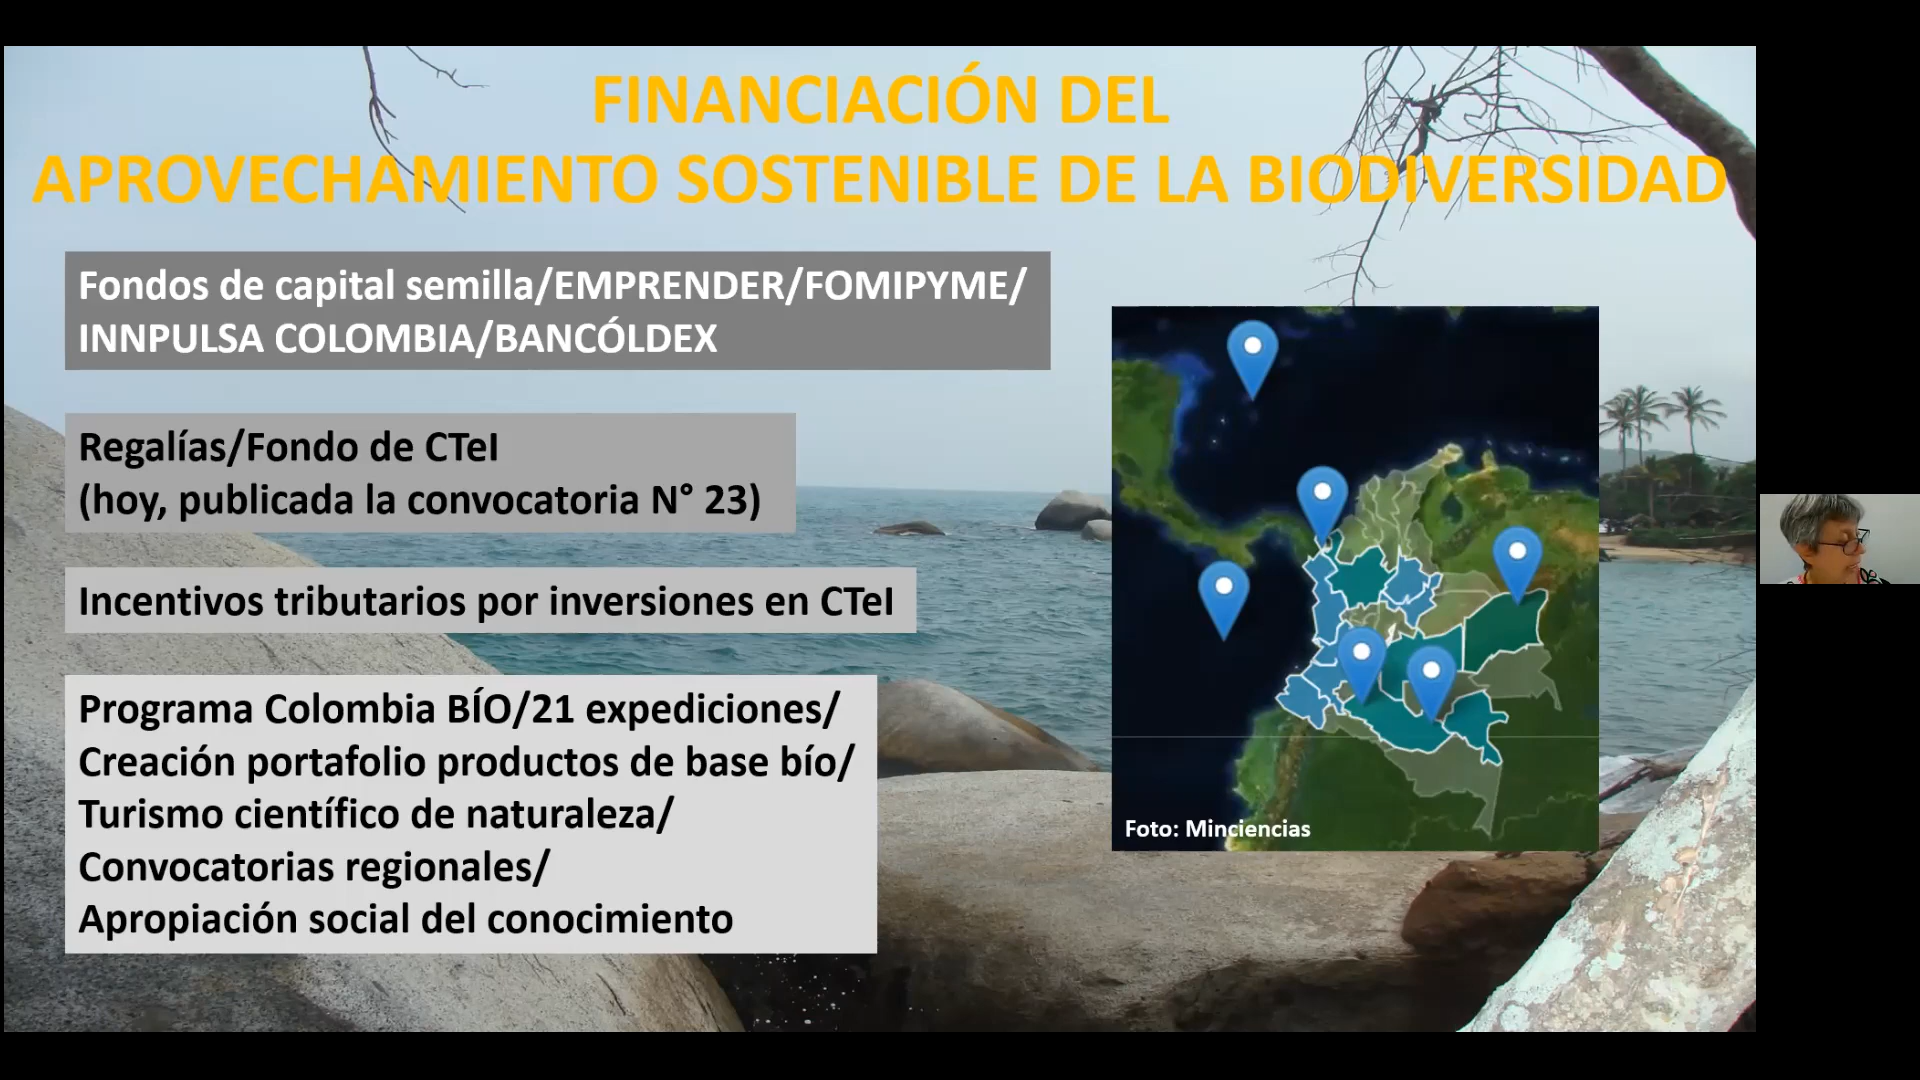 FINANCIACIÓN DEL
APROVECHAMIENTO SOSTENIBLE DE LA BIODIVERSIDAD
Fondos de capital semilla/EMPRENDER/FOMIPYME/
INNPULSA COLOMBIA/BANCÓLDEX
Regalías/Fondo de CTeI
(hoy, publicada la convocatoria N° 23)
Incentivos tributarios por inversiones en CTeI
Programa Colombia BÍO/21 expediciones/
Creación portafolio productos de base bío/
Turismo científico de naturaleza/
Convocatorias regionales/
Apropiación social del conocimiento
Foto: Minciencias